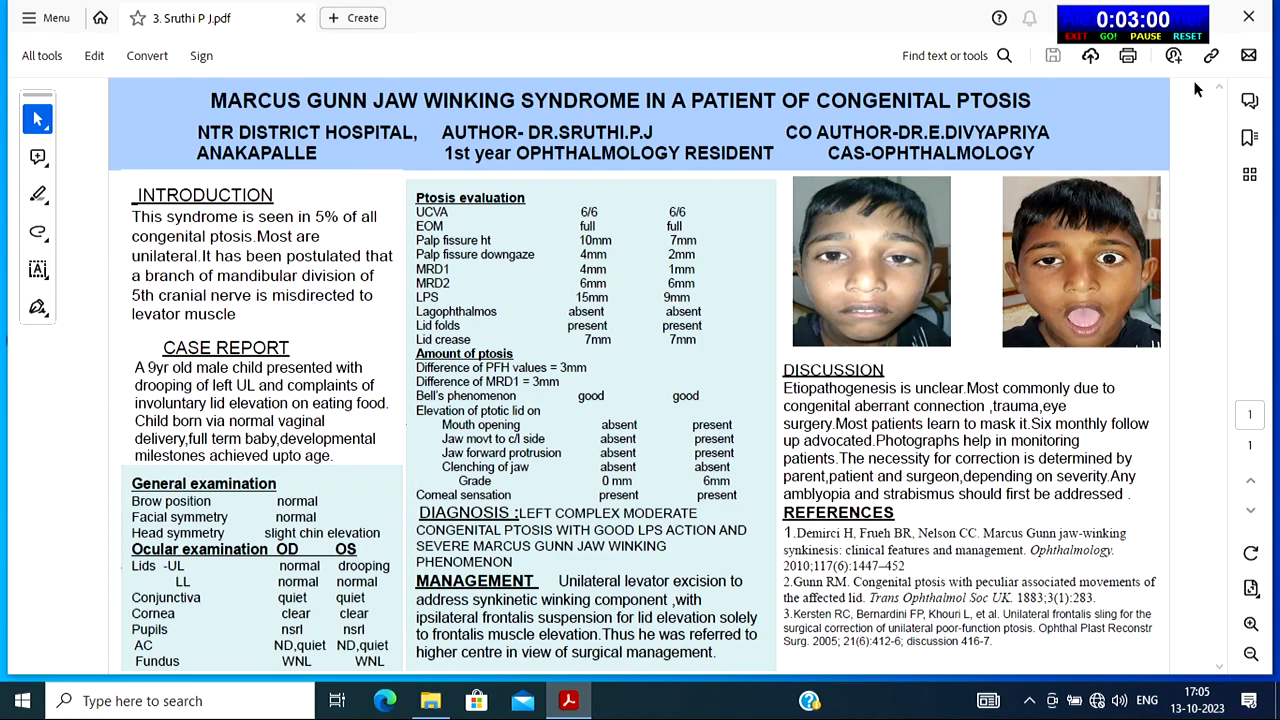 Menu
3. Sruthi P J.pdf
Create
0:03:00
EXIT GO! PAUSE RESET
All tools Edit Convert Sign
Find text or tools
MARCUS GUNN JAW WINKING SYNDROME IN A PATIENT OF CONGENITAL PTOSIS
NTR DISTRICT HOSPITAL, AUTHOR- DR.SRUTHI.P.J CO AUTHOR-DR.E.DIVYAPRIYA
ANAKAPALLE 1st year OPHTHALMOLOGY RESIDENT CAS-OPHTHALMOLOGY
INTRODUCTION
This syndrome is seen in 5% of all
congenital ptosis.Most are
unilateral.It has been postulated that
a branch of mandibular division of
5th cranial nerve is misdirected to
levator muscle
CASE REPORT
A 9yr old male child presented with
drooping of left UL and complaints of
involuntary lid elevation on eating food.
Child born via normal vaginal
delivery,full term baby,developmental
milestones achieved upto age.
General examination
Brow position normal
Facial symmetry normal
Head symmetry slight chin elevation
Ocular examination OD OS
Lids -UL normal drooping
LL normal normal
Conjunctiva quiet quiet
Cornea clear clear
Pupils nsrl nsrl
AC ND,quiet ND,quiet
Fundus WNL WNL
Ptosis evaluation
UCVA 6/6 6/6
EOM full full
Palp fissure ht 10mm 7mm
Palp fissure downgaze 4mm 2mm
MRD1 4mm 1mm
MRD2 6mm 6mm
LPS 15mm 9mm
Lagophthalmos absent absent
Lid folds present present
Lid crease 7mm 7mm
Amount of ptosis
Difference of PFH values = 3mm
Difference of MRD1 = 3mm
Bell's phenomenon good good
Elevation of ptotic lid on
Mouth opening absent present
Jaw movt to c/l side absent present
Jaw forward protrusion absent present
Clenching of jaw absent absent
Grade 0 mm 6mm
Corneal sensation present present
DIAGNOSIS :LEFT COMPLEX MODERATE
CONGENITAL PTOSIS WITH GOOD LPS ACTION AND
SEVERE MARCUS GUNN JAW WINKING
PHENOMENON
MANAGEMENT Unilateral levator excision to
address synkinetic winking component ,with
ipsilateral frontalis suspension for lid elevation solely
to frontalis muscle elevation.Thus he was referred to
higher centre in view of surgical management.
DISCUSSION
Etiopathogenesis is unclear.Most commonly due to
congenital aberrant connection ,trauma,eye
surgery.Most patients learn to mask it.Six monthly follow
up advocated.Photographs help in monitoring
patients.The necessity for correction is determined by
parent,patient and surgeon,depending on severity.Any
amblyopia and strabismus should first be addressed .
REFERENCES
1.Demirci H, Frueh BR, Nelson CC. Marcus Gunn jaw-winking
synkinesis: clinical features and management. Ophthalmology.
2010;117(6):1447–452
2.Gunn RM. Congenital ptosis with peculiar associated movements of
the affected lid. Trans Ophthalmol Soc UK. 1883;3(1):283.
3.Kersten RC, Bernardini FP, Khouri L, et al. Unilateral frontalis sling for the
surgical correction of unilateral poor-function ptosis. Ophthal Plast Reconstr
Surg. 2005; 21(6):412-6; discussion 416-7.
1
1
Type here to search
ENG
17:05
13-10-2023